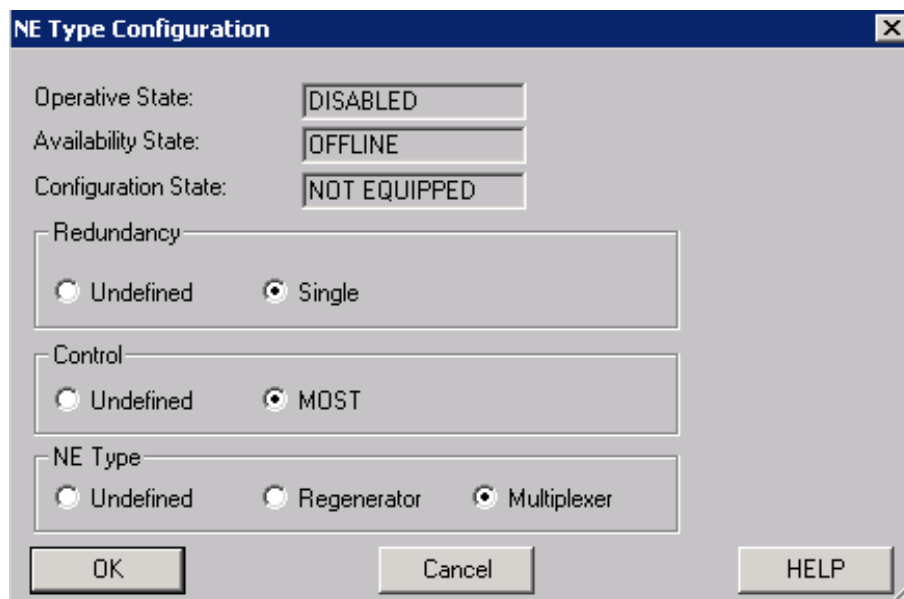 NE Type Configuration
Operative State: DISABLED
Availability State: OFFLINE
Configuration State: NOT EQUIPPED
Redundancy
Undefined Single
Control
Undefined MOST
NE Type
Undefined Regenerator Multiplexer
OK Cancel HELP